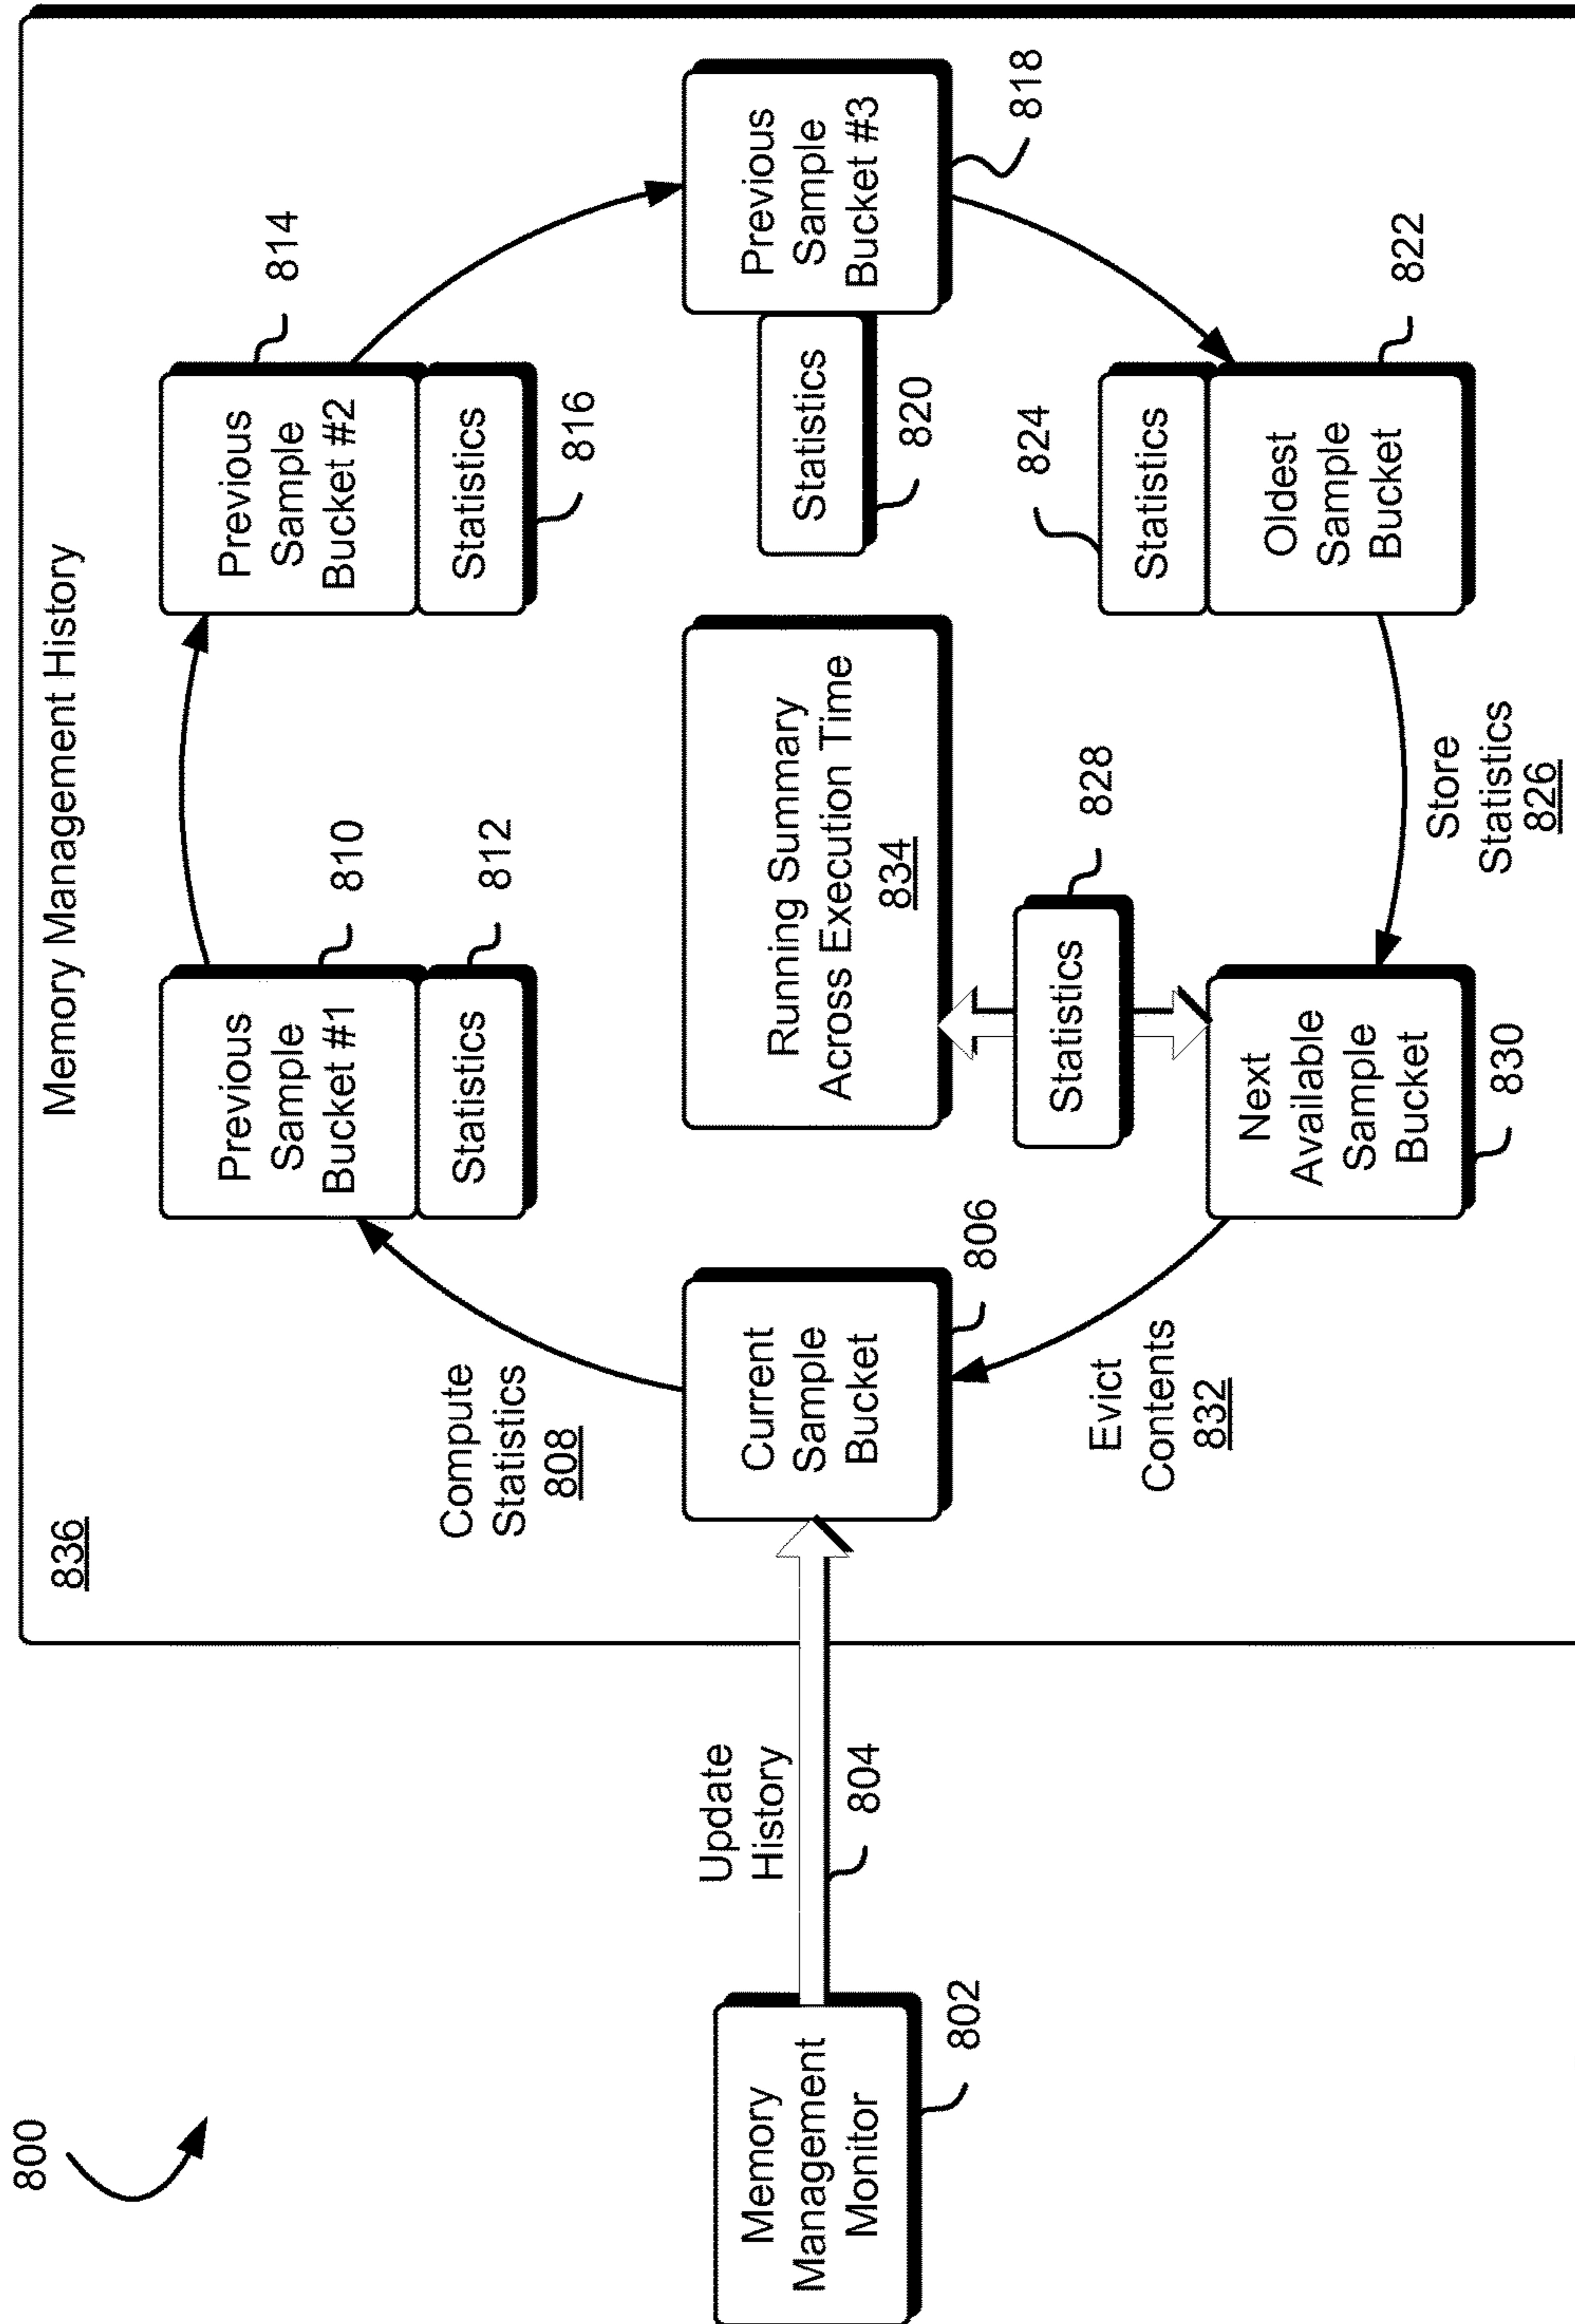 800
Memory
Management
Monitor
802
Update
History
804
836
Memory Management History
Current
Sample
Bucket
806
Compute
Statistics
808
Previous
Sample
Bucket #1
810
Statistics
812
Previous
Sample
Bucket #2
814
Statistics
816
Previous
Sample
Bucket #3
818
Statistics
820
Statistics
824
Oldest
Sample
Bucket
822
Store
Statistics
826
Running Summary
Across Execution Time
834
Statistics
828
Next
Available
Sample
Bucket
830
Evict
Contents
832